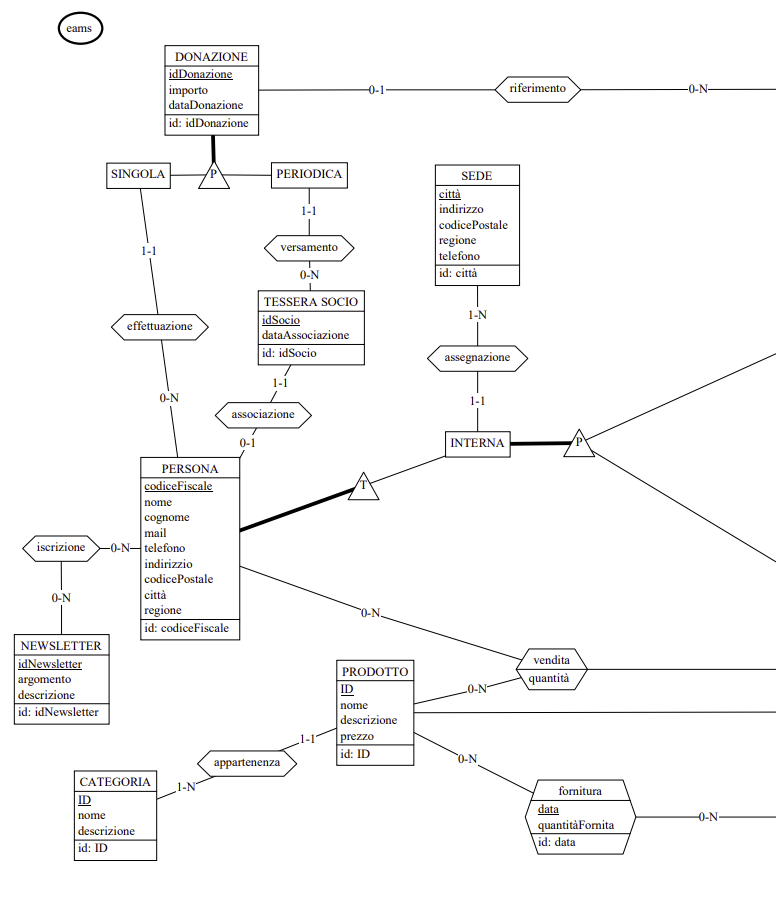 eams
DONAZIONE
idDonazione
importo
dataDonazione
id: idDonazione
0-1
riferimento
0-N
SINGOLA
P
PERIODICA
SEDE
città
indirizzo
codicePostale
regione
telefono
id: città
1-1
1-1
versamento
0-N
TESSERA SOCIO
idSocio
dataAssociazione
id: idSocio
1-N
effettuazione
assegnazione
1-1
0-N
1-1
associazione
0-1
INTERNA
P
PERSONA
codiceFiscale
nome
cognome
mail
telefono
indirizzio
codicePostale
città
regione
id: codiceFiscale
T
iscrizione
0-N
0-N
0-N
NEWSLETTER
idNewsletter
argomento
descrizione
id: idNewsletter
vendita
quantità
PRODOTTO
ID
nome
descrizione
prezzo
id: ID
0-N
1-1
appartenenza
1-N
0-N
CATEGORIA
ID
nome
descrizione
id: ID
fornitura
data
quantitàFornita
id: data
0-N